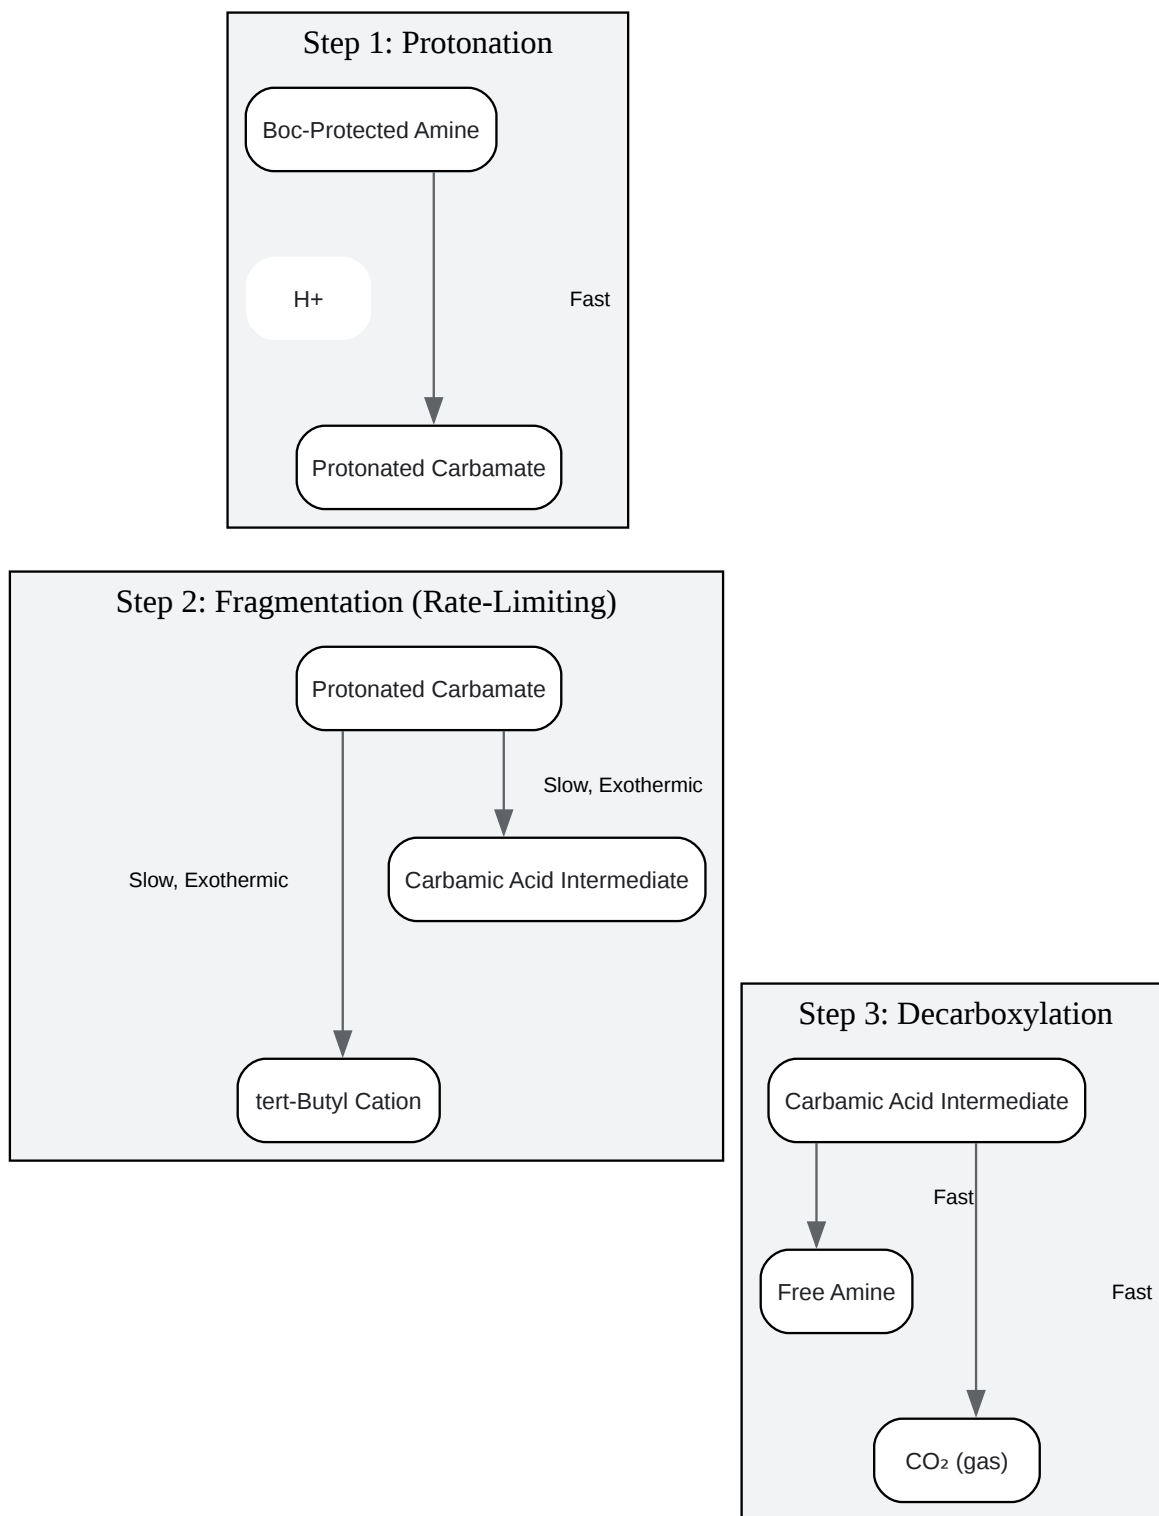 Step 1: Protonation
Boc-Protected Amine
H+
Fast
Protonated Carbamate
Step 2: Fragmentation (Rate-Limiting)
Protonated Carbamate
Slow, Exothermic
Slow, Exothermic
Carbamic Acid Intermediate
tert-Butyl Cation
Step 3: Decarboxylation
Carbamic Acid Intermediate
Fast
Free Amine
Fast
CO₂ (gas)